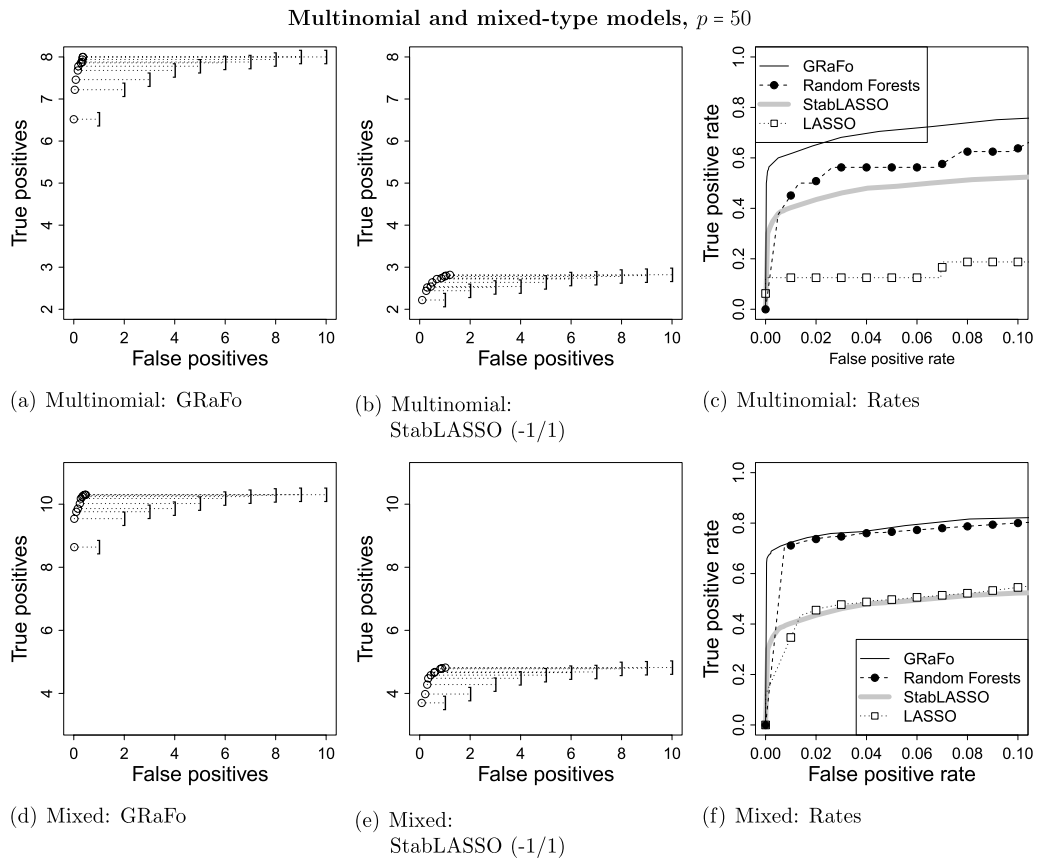 Multinomial and mixed-type models, p = 50
True positives
8
7
6
5
4
3
2
0 2 4 6 8 10
False positives
(a) Multinomial: GRaFo
True positives
8
7
6
5
4
3
2
0 2 4 6 8 10
False positives
(b) Multinomial:
StabLASSO (-1/1)
True positive rate
1.0
0.8
0.6
0.4
0.2
0.0
GRaFo
Random Forests
StabLASSO
LASSO
0.00 0.02 0.04 0.06 0.08 0.10
False positive rate
(c) Multinomial: Rates
True positives
10
8
6
4
0 2 4 6 8 10
False positives
(d) Mixed: GRaFo
True positives
10
8
6
4
0 2 4 6 8 10
False positives
(e) Mixed:
StabLASSO (-1/1)
True positive rate
1.0
0.8
0.6
0.4
0.2
0.0
GRaFo
Random Forests
StabLASSO
LASSO
0.00 0.02 0.04 0.06 0.08 0.10
False positive rate
(f) Mixed: Rates